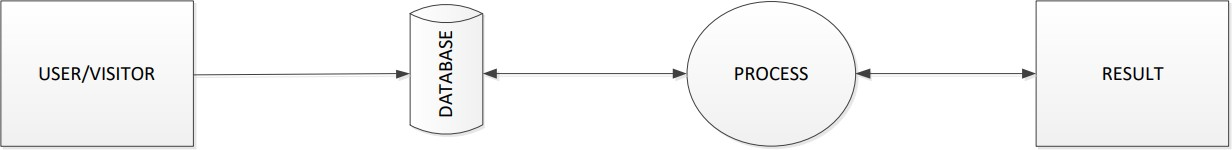 USER/VISITOR
DATABASE
PROCESS
RESULT